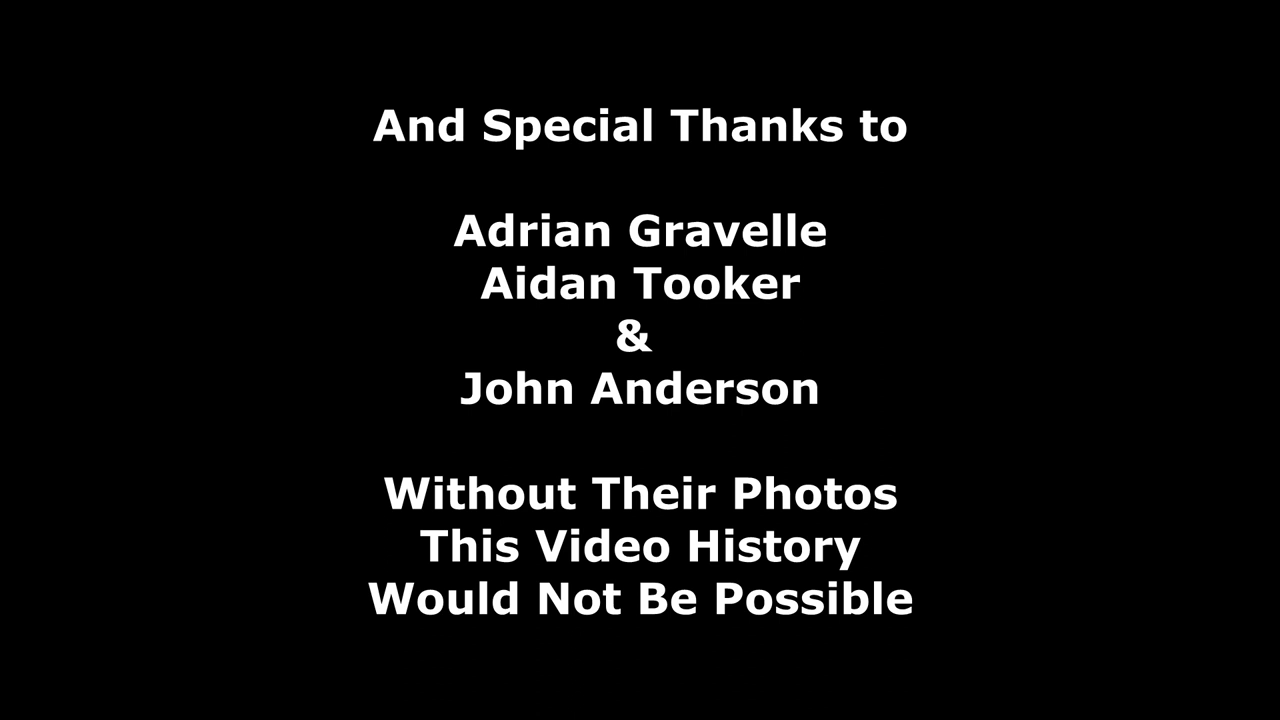 And Special Thanks to
Adrian Gravelle
Aidan Tooker
&
John Anderson
Without Their Photos
This Video History
Would Not Be Possible